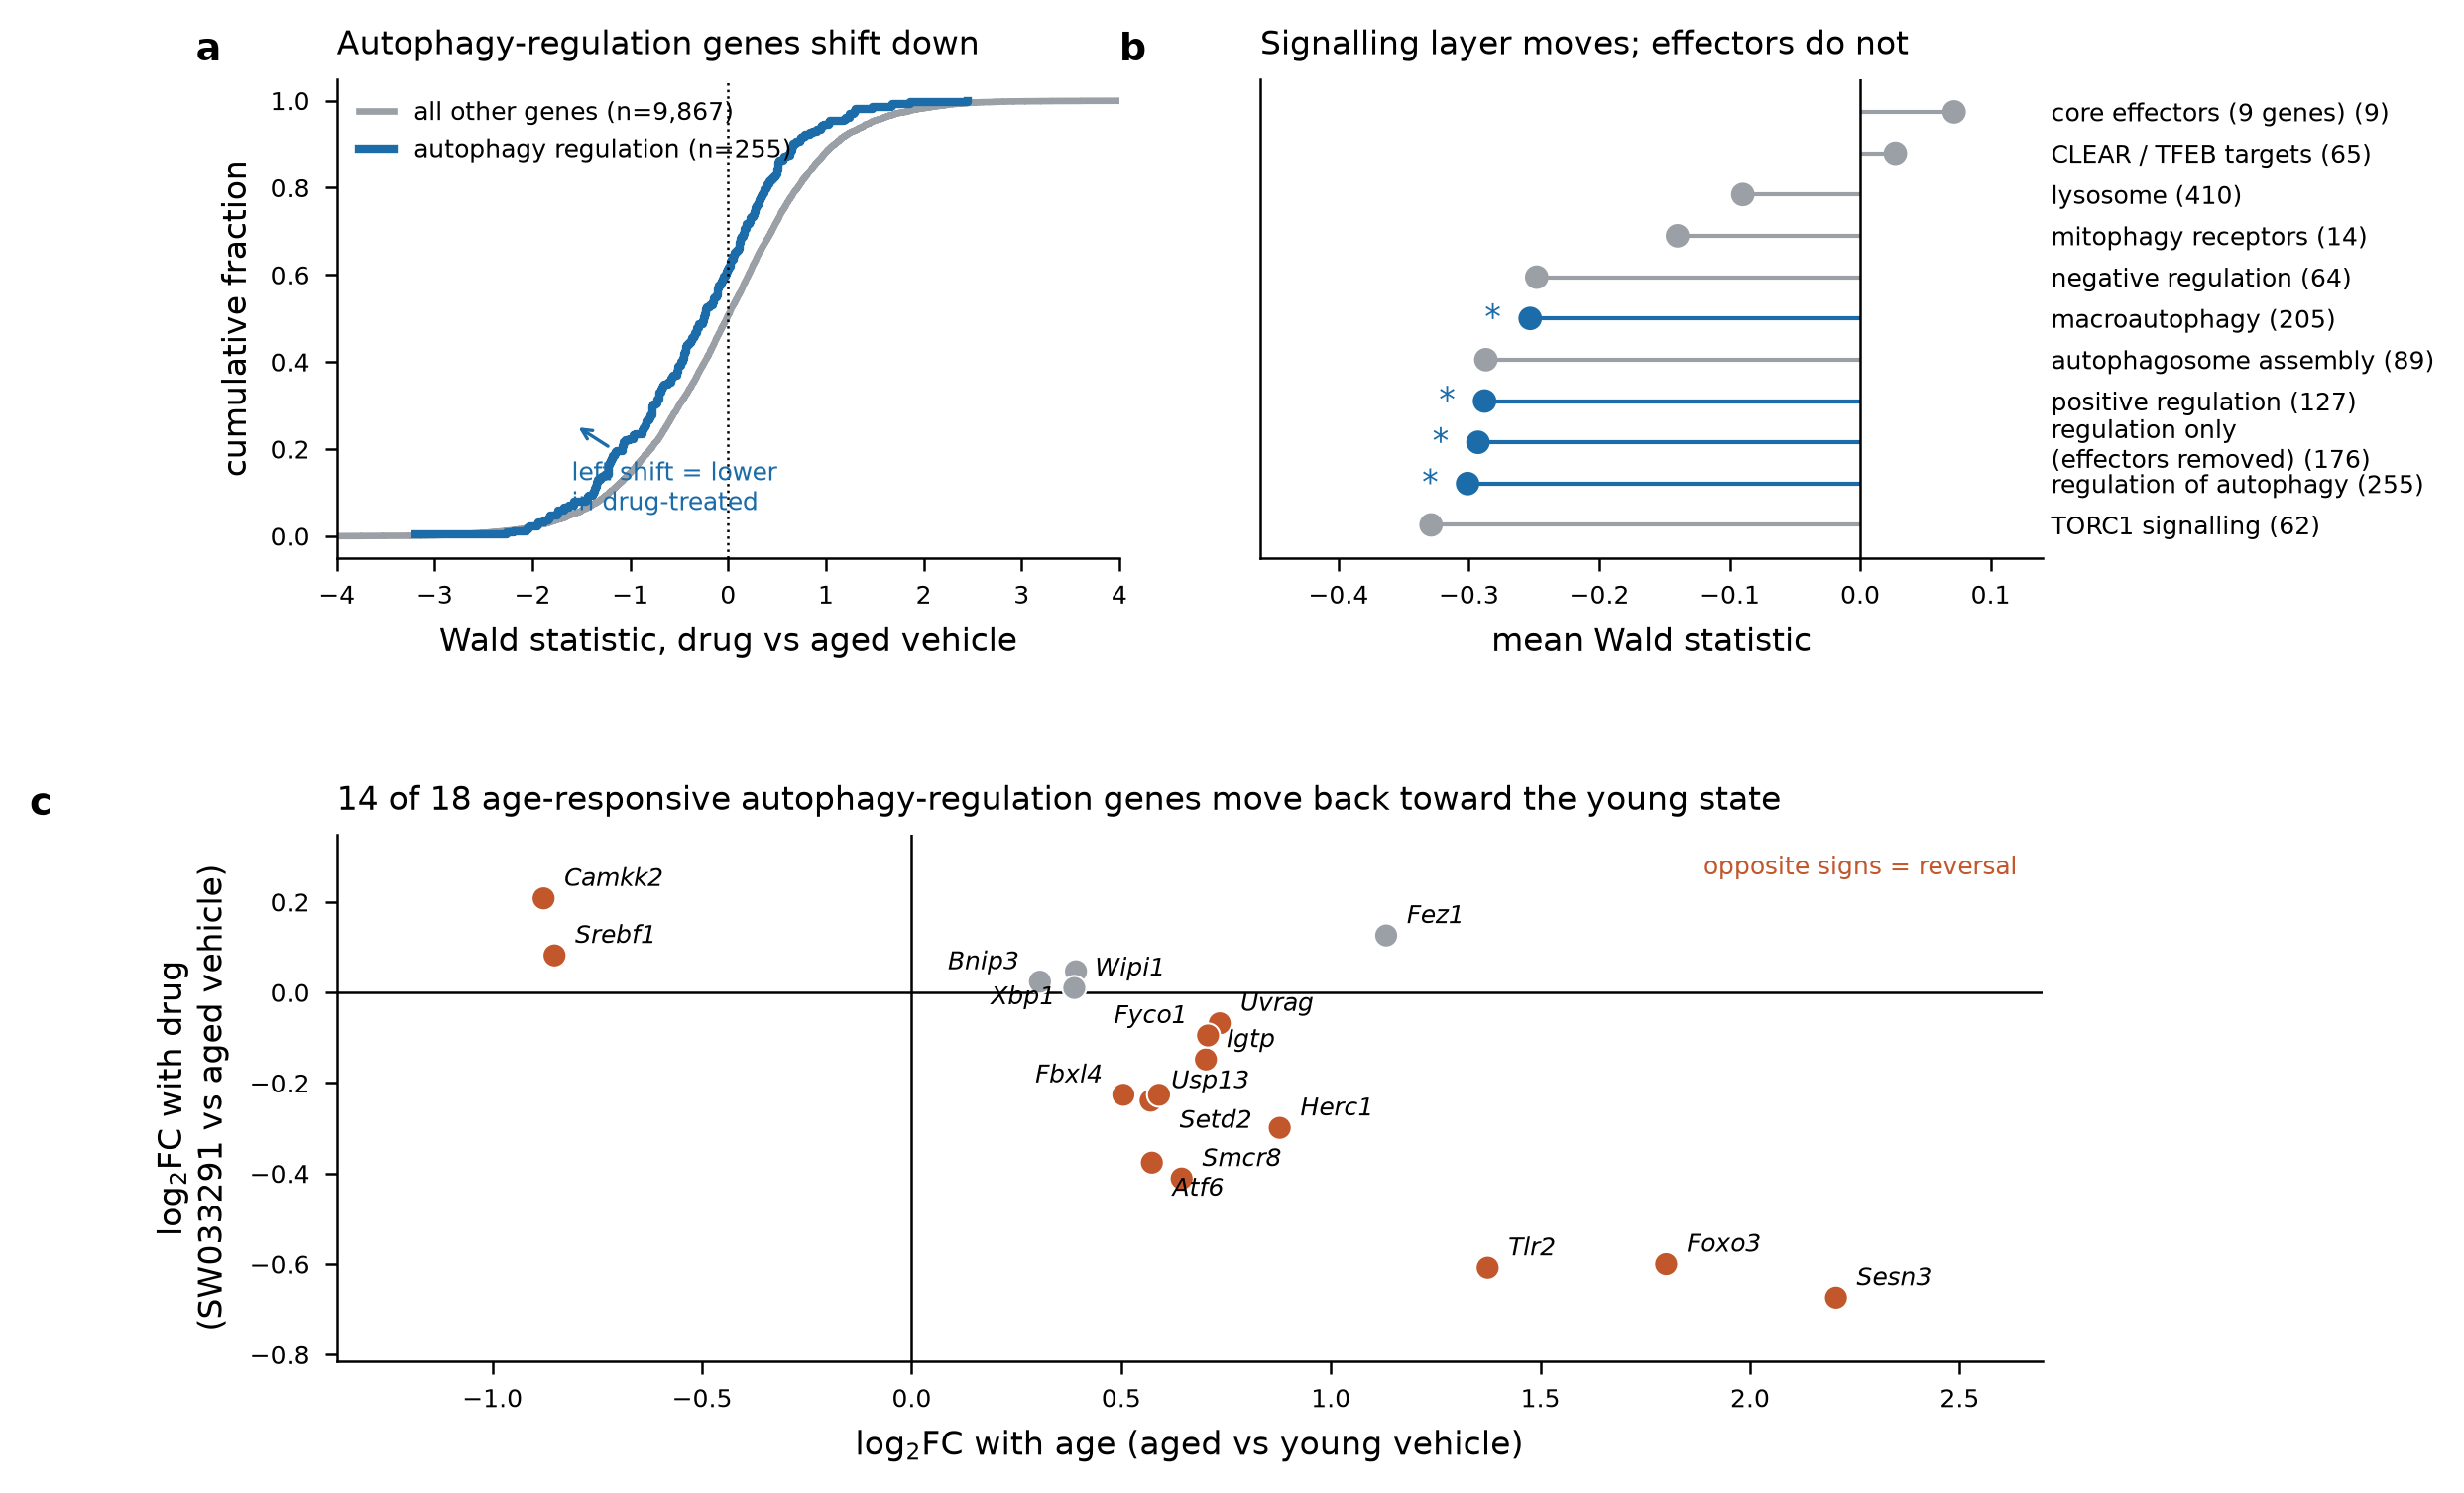 a
Autophagy-regulation genes shift down
all other genes (n=9,867)
autophagy regulation (n=255)
left shift = lower
in drug-treated
cumulative fraction
1.0
0.8
0.6
0.4
0.2
0.0
−4
−3
−2
−1
0
1
2
3
4
Wald statistic, drug vs aged vehicle
b
Signalling layer moves; effectors do not
core effectors (9 genes) (9)
CLEAR / TFEB targets (65)
lysosome (410)
mitophagy receptors (14)
negative regulation (64)
* macroautophagy (205)
autophagosome assembly (89)
* positive regulation (127)
* regulation only
(effectors removed) (176)
* regulation of autophagy (255)
TORC1 signalling (62)
−0.4
−0.3
−0.2
−0.1
0.0
0.1
mean Wald statistic
c
14 of 18 age-responsive autophagy-regulation genes move back toward the young state
opposite signs = reversal
log₂FC with drug
(SW033291 vs aged vehicle)
0.2
0.0
−0.2
−0.4
−0.6
−0.8
Camkk2
Srebf1
Fez1
Bnip3
Wipi1
Xbp1
Uvrag
Fyco1
Igtp
Fbxl4
Usp13
Setd2
Herc1
Smcr8
Atf6
Tlr2
Foxo3
Sesn3
−1.0
−0.5
0.0
0.5
1.0
1.5
2.0
2.5
log₂FC with age (aged vs young vehicle)